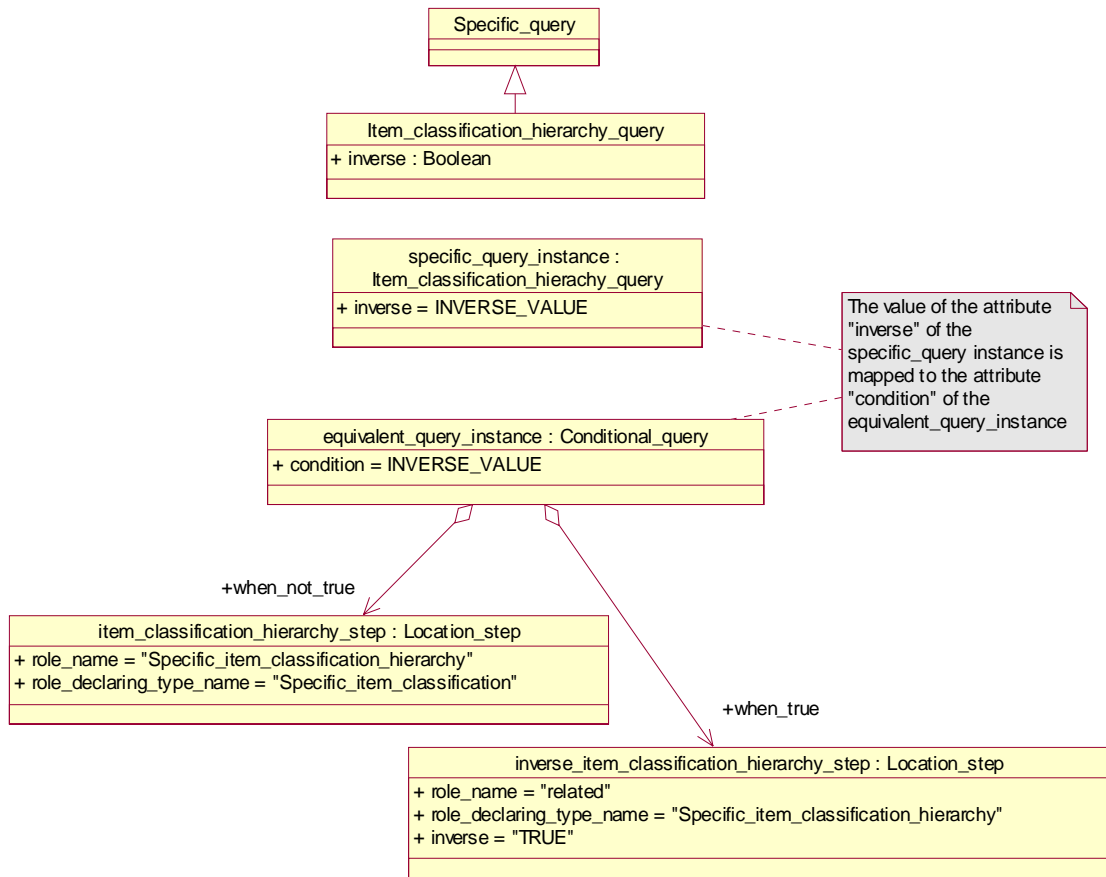 Specific_query
Item_classification_hierarchy_query
+ inverse : Boolean
specific_query_instance :
Item_classification_hierachy_query
+ inverse = INVERSE_VALUE
The value of the attribute
"inverse" of the
specific_query instance is
mapped to the attribute
"condition" of the
equivalent_query_instance
equivalent_query_instance : Conditional_query
+ condition = INVERSE_VALUE
+when_not_true
item_classification_hierarchy_step : Location_step
+ role_name = "Specific_item_classification_hierarchy"
+ role_declaring_type_name = "Specific_item_classification"
+when_true
inverse_item_classification_hierarchy_step : Location_step
+ role_name = "related"
+ role_declaring_type_name = "Specific_item_classification_hierarchy"
+ inverse = "TRUE"